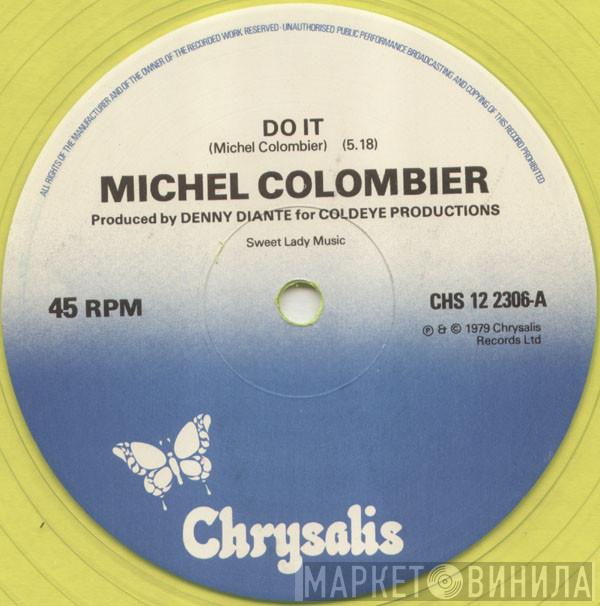 ALL RIGHTS OF THE MANUFACTURER AND OF THE OWNER OF THE RECORDED WORK RESERVED · UNAUTHORISED PUBLIC PERFORMANCE BROADCASTING AND COPYING OF THIS RECORD PROHIBITED
DO IT
(Michel Colombier) (5.18)
MICHEL COLOMBIER
Produced by DENNY DIANTE for COLDEYE PRODUCTIONS
Sweet Lady Music
45 RPM
CHS 12 2306-A
℗ & © 1979 Chrysalis
Records Ltd
Chrysalis
МАРКЕТ ВИНИЛА